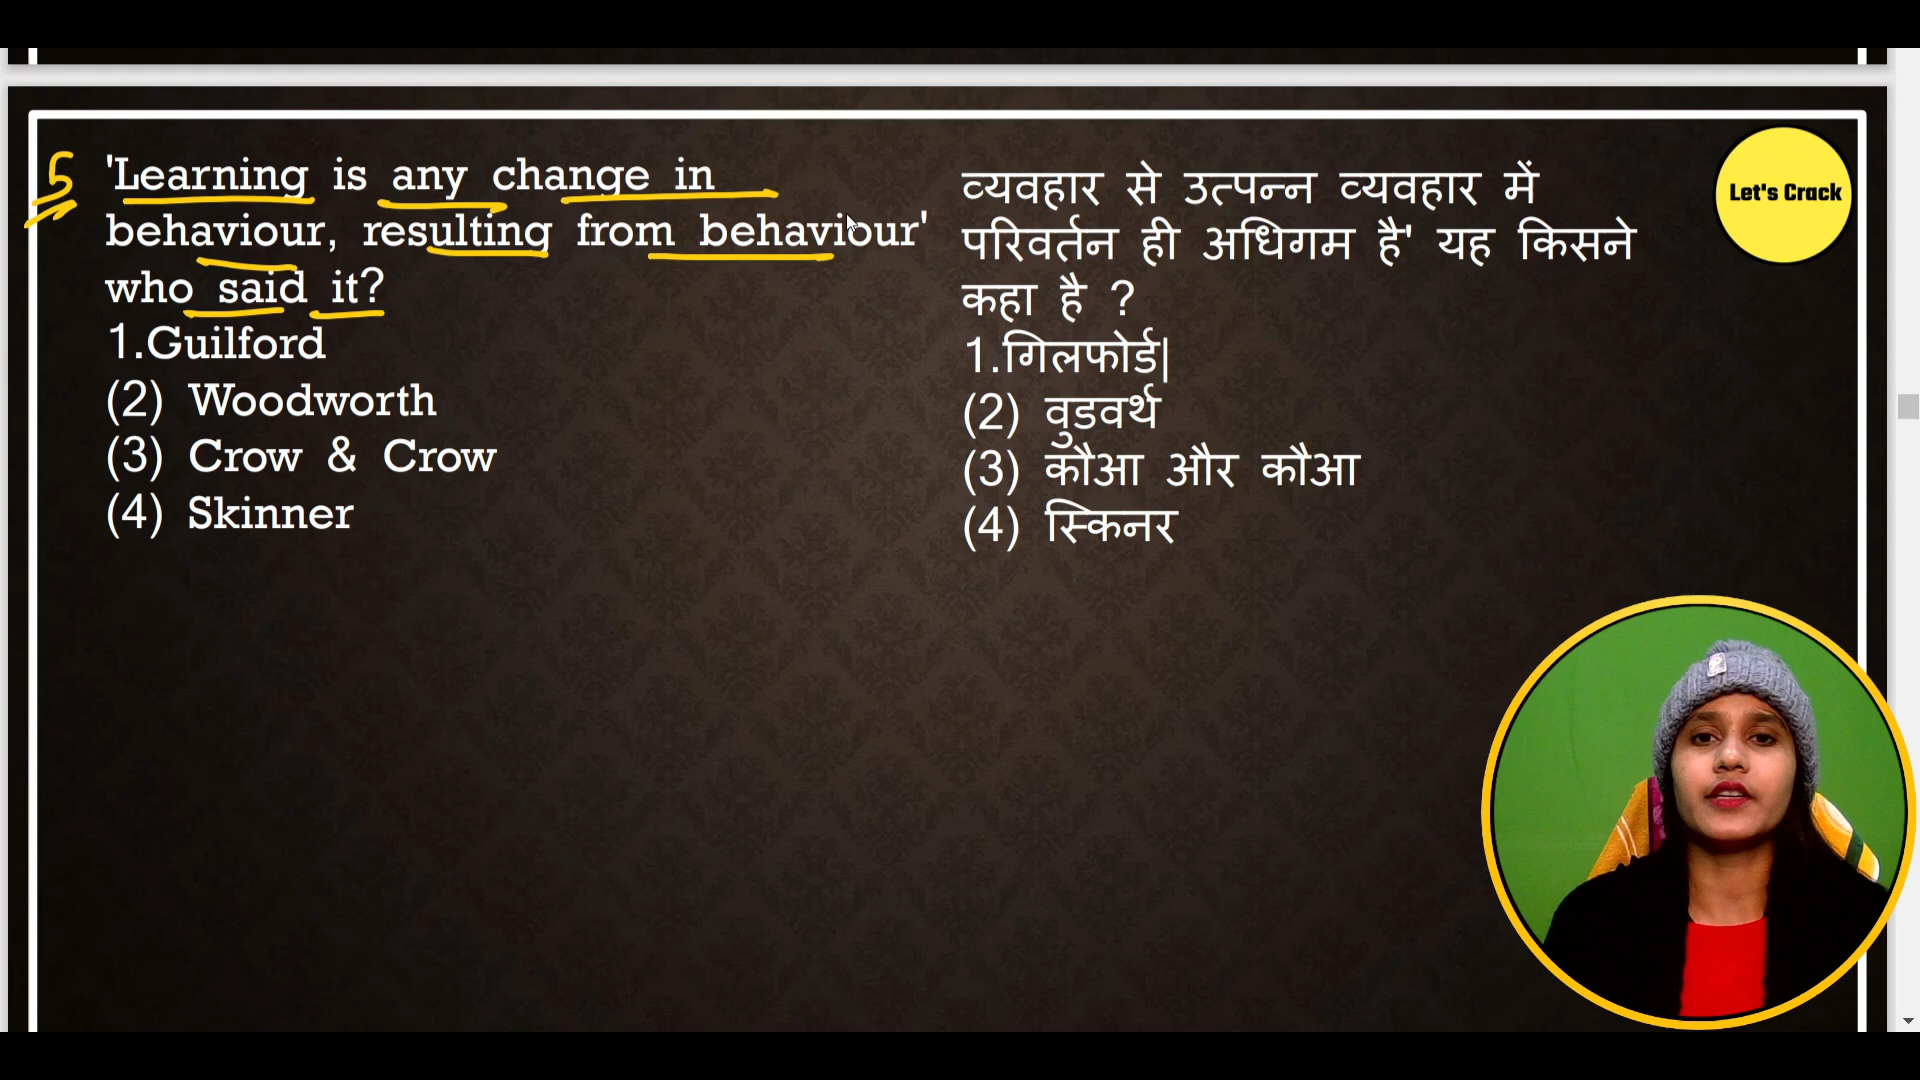 5
'Learning is any change in
behaviour, resulting from behaviour'
who said it?
1.Guilford
(2) Woodworth
(3) Crow & Crow
(4) Skinner
व्यवहार से उत्पन्न व्यवहार में
परिवर्तन ही अधिगम है' यह किसने
कहा है ?
1.गिलफोर्ड|
(2) वुडवर्थ
(3) कौआ और कौआ
(4) स्किनर
Let's Crack